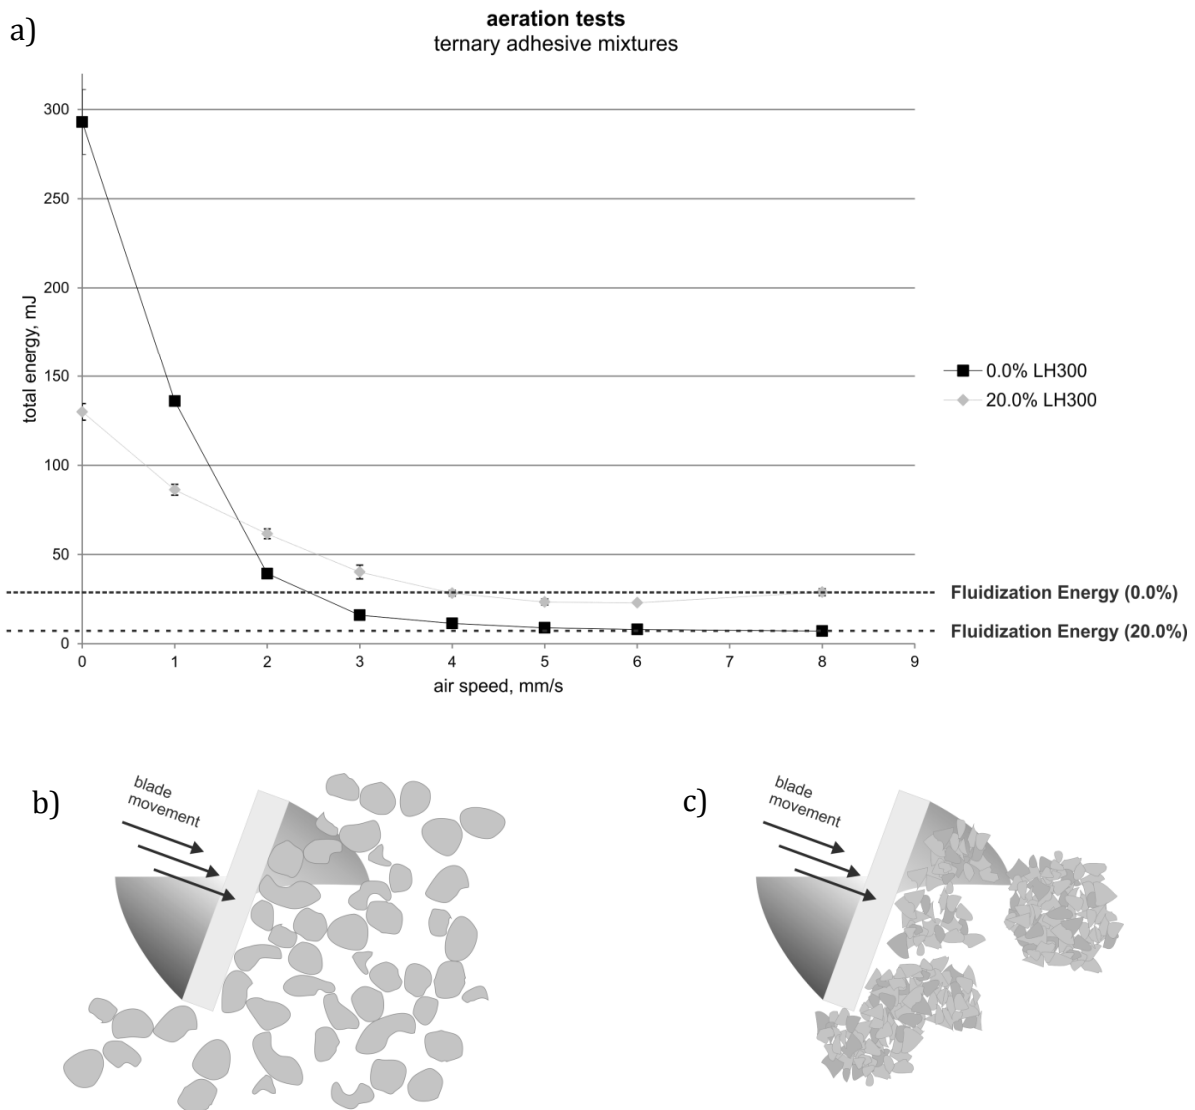 a)
aeration tests
ternary adhesive mixtures
300
250
200
150
100
50
0
total energy, mJ
0 1 2 3 4 5 6 7 8 9
air speed, mm/s
0.0% LH300
20.0% LH300
Fluidization Energy (0.0%)
Fluidization Energy (20.0%)
b)
blade
movement
c)
blade
movement